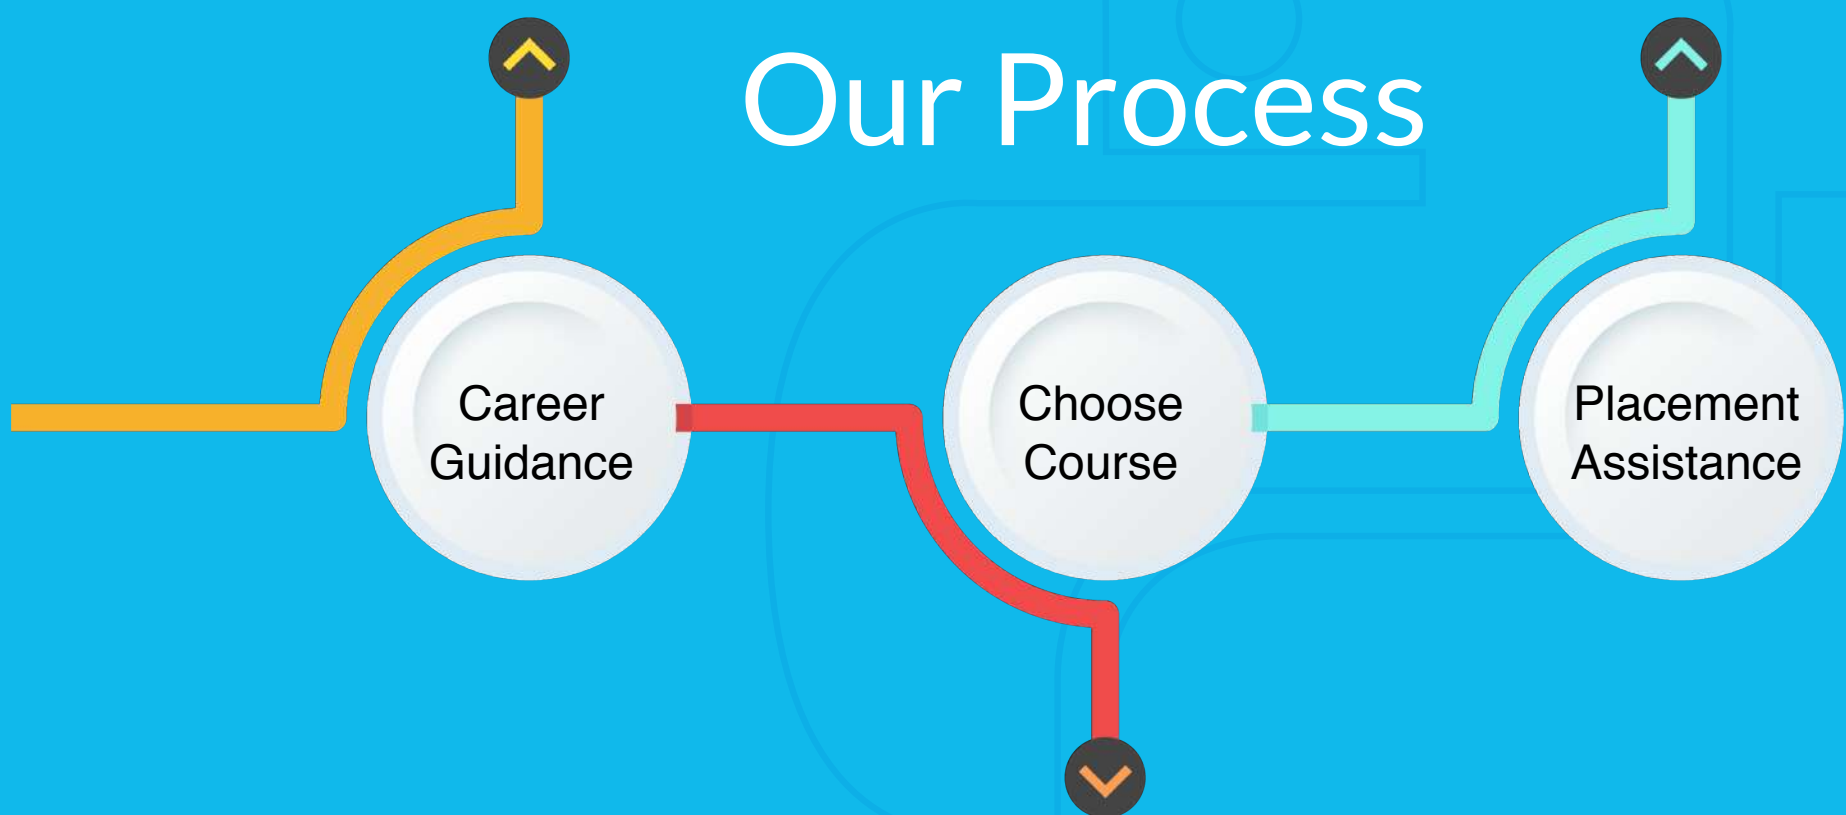 Our Process
Career
Guidance
Choose
Course
Placement
Assistance